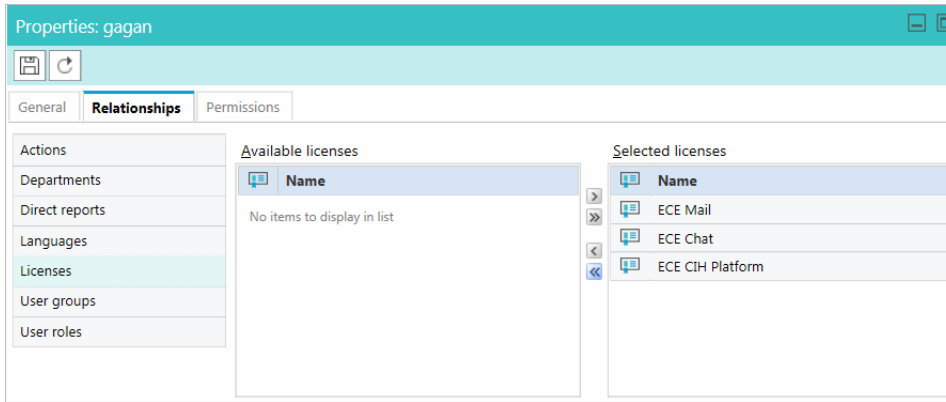 Properties: gagan
General Relationships Permissions
Actions
Departments
Direct reports
Languages
Licenses
User groups
User roles
Available licenses
Name
No items to display in list
Selected licenses
Name
ECE Mail
ECE Chat
ECE CIH Platform